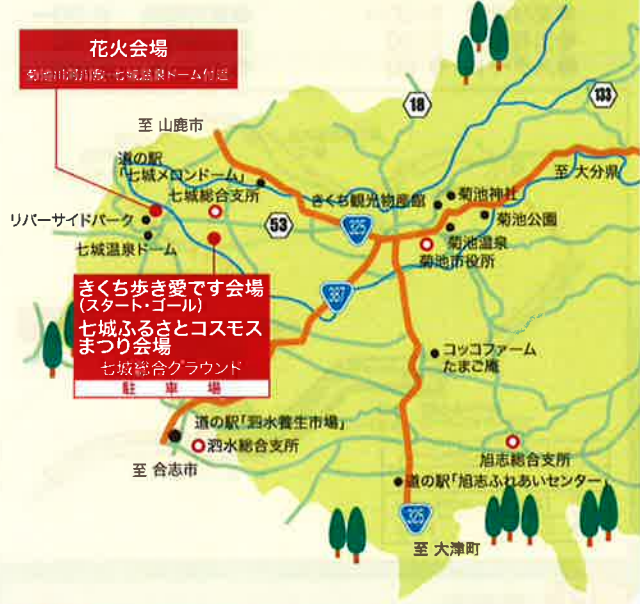 花火会場
菊池川河川敷・七城温泉ドーム付近
18
133
至 山鹿市
道の駅
「七城メロンドーム」
七城総合支所
至 大分県
きくち観光物産館
菊池神社
菊池公園
リバーサイドパーク
53
325
菊池温泉
七城温泉ドーム
菊池市役所
きくち歩き愛です会場
(スタート・ゴール)
七城ふるさとコスモス
まつり会場
七城総合グラウンド
駐車場
387
コッコファーム
たまご庵
道の駅「泗水養生市場」
泗水総合支所
至 合志市
旭志総合支所
道の駅「旭志ふれあいセンター」
325
至 大津町